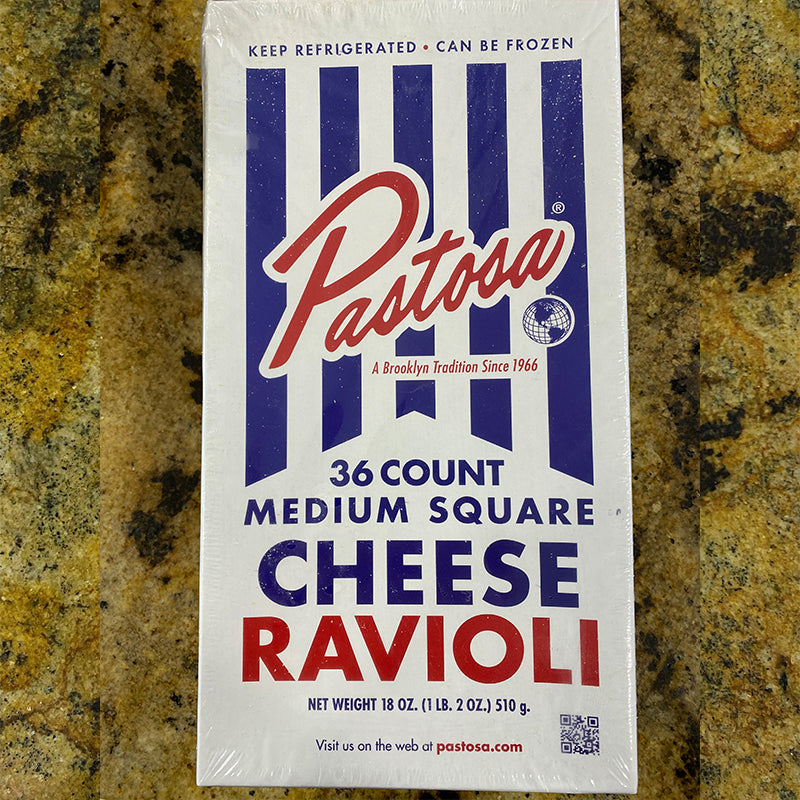 KEEP REFRIGERATED • CAN BE FROZEN
Pastosa®
A Brooklyn Tradition Since 1966
36 COUNT
MEDIUM SQUARE
CHEESE
RAVIOLI
NET WEIGHT 18 OZ. (1 LB. 2 OZ.) 510 g.
Visit us on the web at pastosa.com